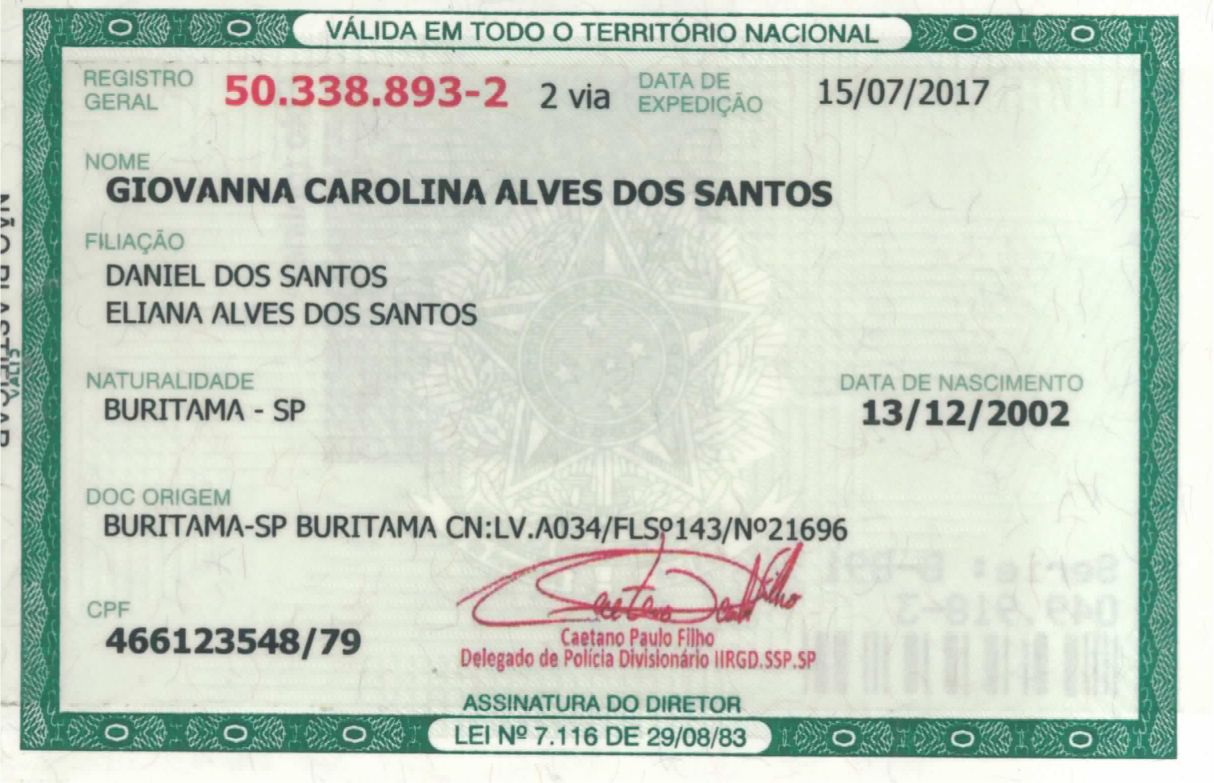 VÁLIDA EM TODO O TERRITÓRIO NACIONAL
REGISTRO GERAL 50.338.893-2 2 via DATA DE EXPEDIÇÃO 15/07/2017
NOME
GIOVANNA CAROLINA ALVES DOS SANTOS
FILIAÇÃO
DANIEL DOS SANTOS
ELIANA ALVES DOS SANTOS
NATURALIDADE DATA DE NASCIMENTO
BURITAMA - SP 13/12/2002
DOC ORIGEM
BURITAMA-SP BURITAMA CN:LV.A034/FLSº143/Nº21696
CPF
466123548/79
Caetano Paulo Filho
Delegado de Polícia Divisionário IIRGD.SSP.SP
ASSINATURA DO DIRETOR
LEI Nº 7.116 DE 29/08/83